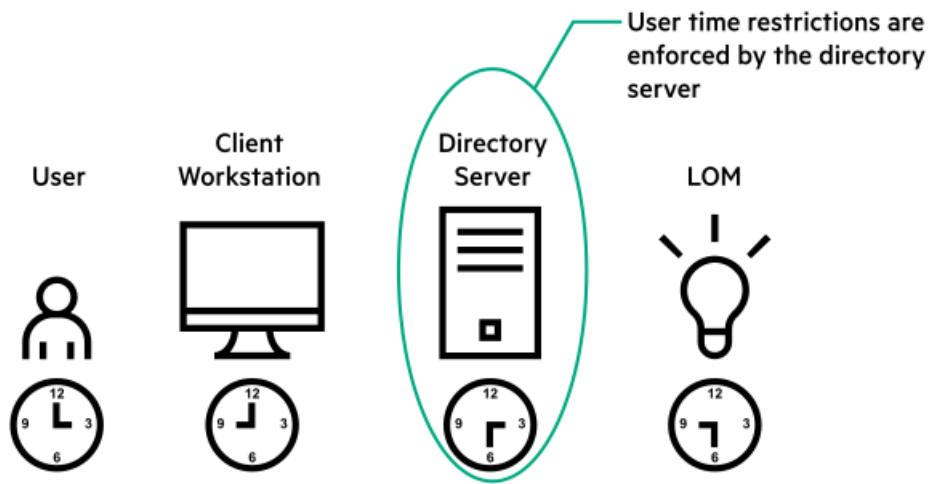 User time restrictions are
enforced by the directory
server
User
Client
Workstation
Directory
Server
LOM
12
9 3
6
12
9 3
6
12
9 3
6
12
9 3
6